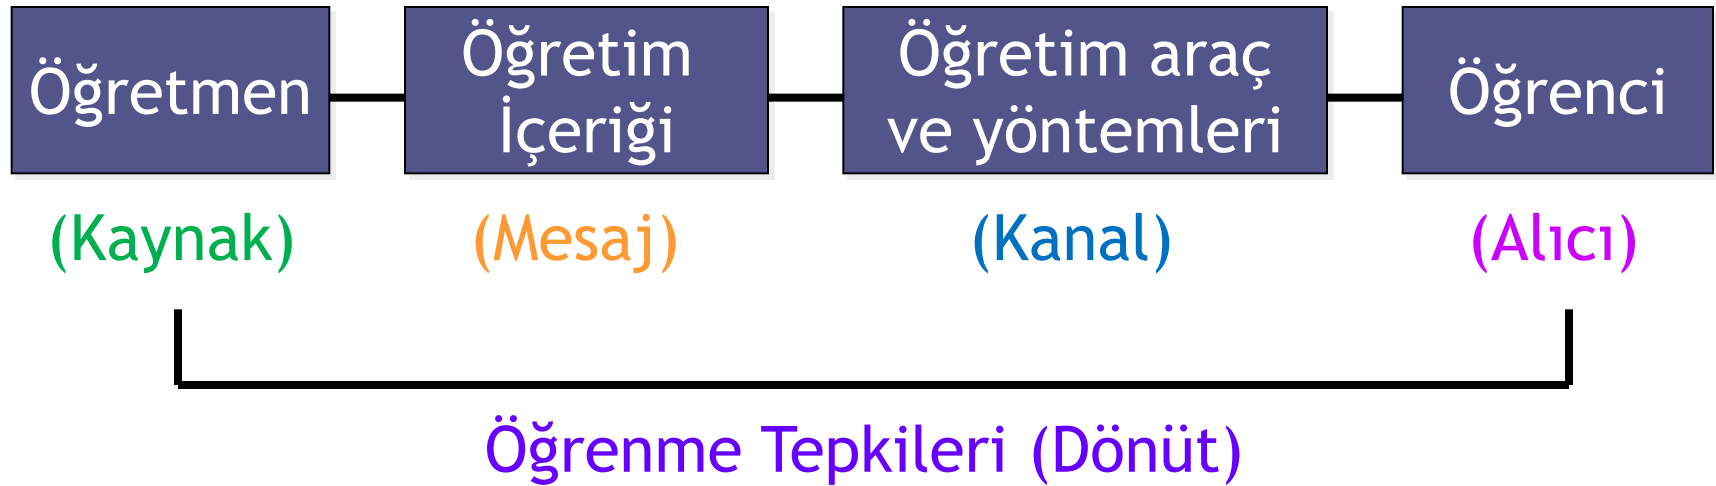 Öğretmen
Öğretim
İçeriği
Öğretim araç
ve yöntemleri
Öğrenci
(Kaynak)
(Mesaj)
(Kanal)
(Alıcı)
Öğrenme Tepkileri (Dönüt)